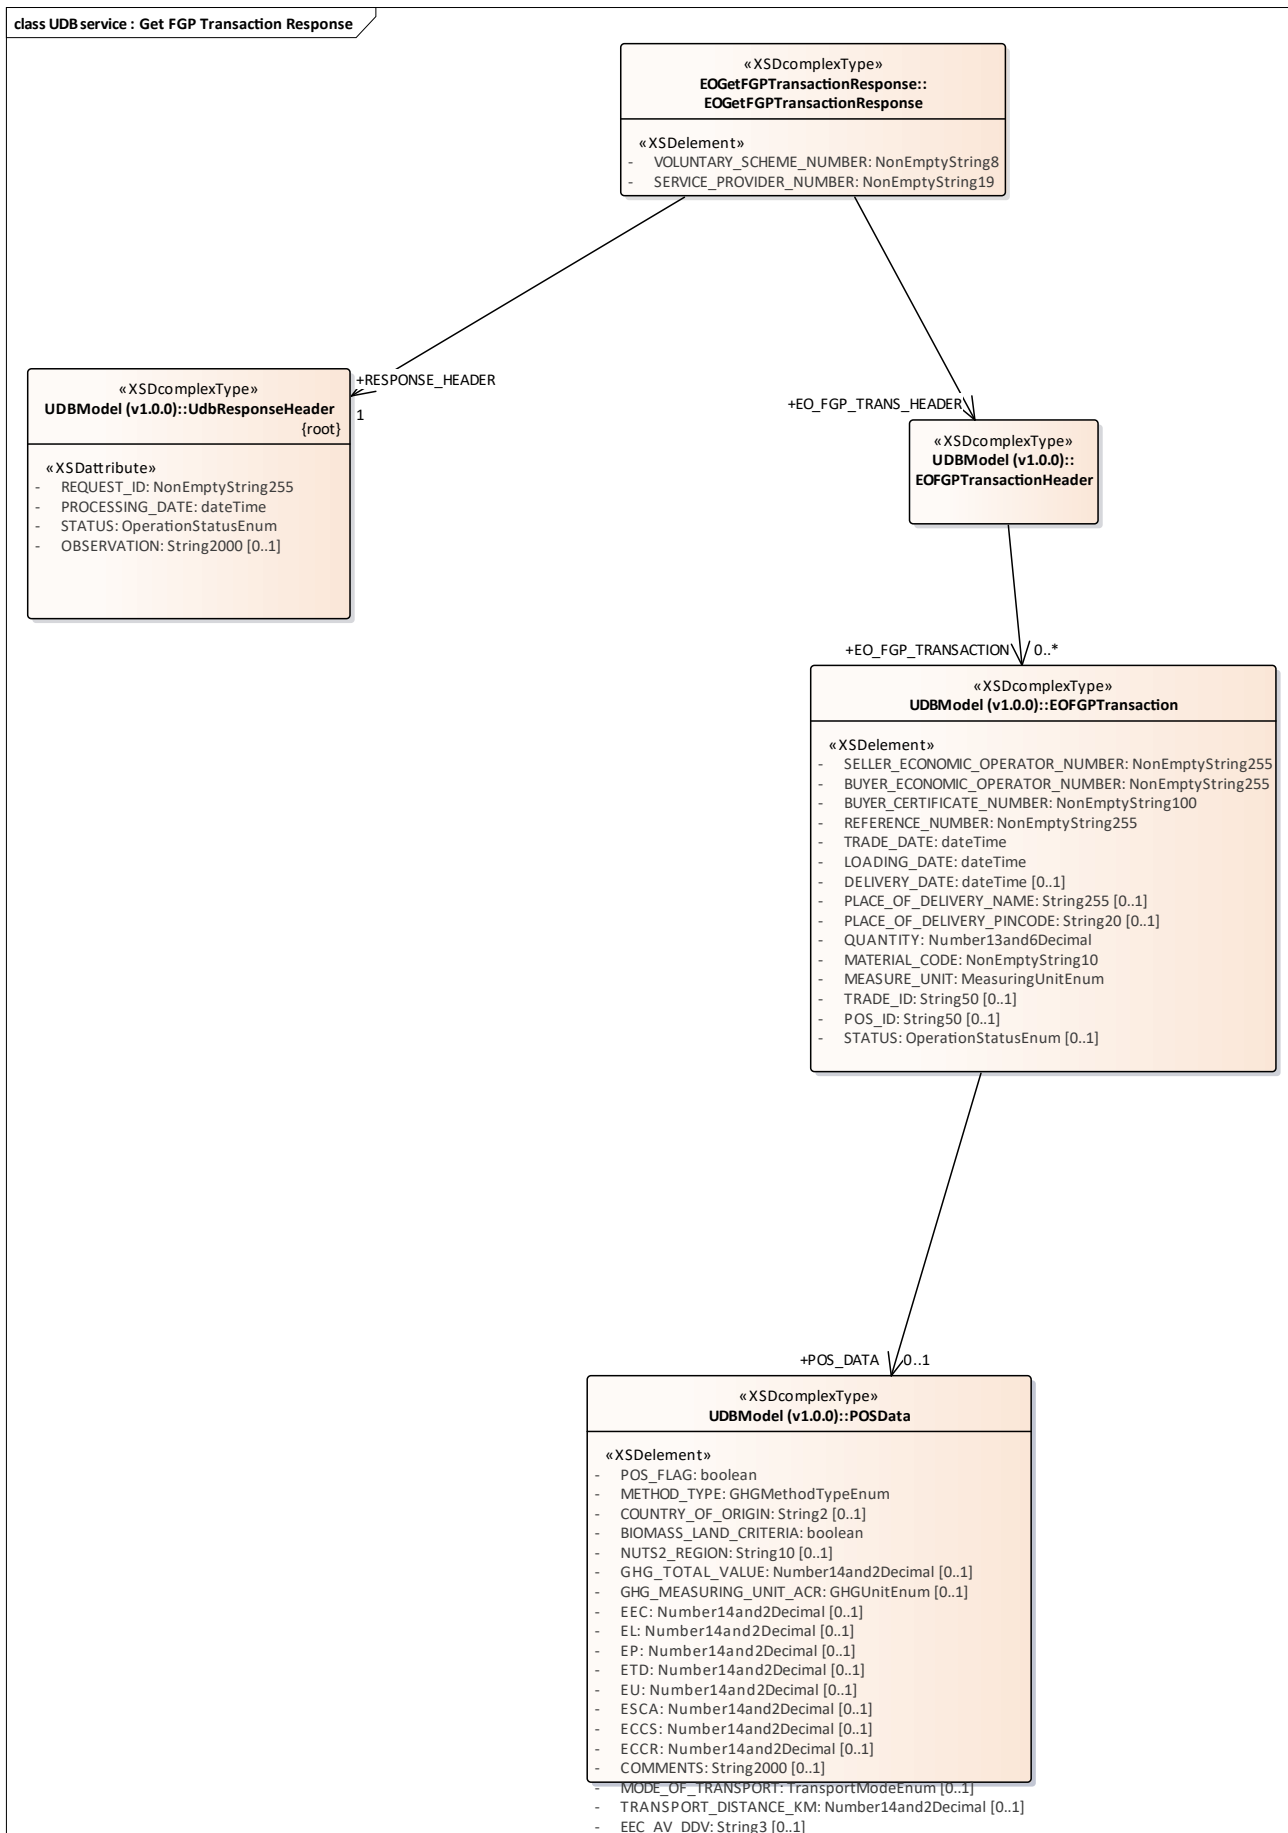 class UDB service : Get FGP Transaction Response
«XSDcomplexType»
EOGetFGPTransactionResponse::
EOGetFGPTransactionResponse
«XSDelement»
- VOLUNTARY_SCHEME_NUMBER: NonEmptyString8
- SERVICE_PROVIDER_NUMBER: NonEmptyString19
+RESPONSE_HEADER
1
«XSDcomplexType»
UDBModel (v1.0.0)::UdbResponseHeader
{root}
«XSDattribute»
- REQUEST_ID: NonEmptyString255
- PROCESSING_DATE: dateTime
- STATUS: OperationStatusEnum
- OBSERVATION: String2000 [0..1]
+EO_FGP_TRANS_HEADER
«XSDcomplexType»
UDBModel (v1.0.0)::
EOFGPTransactionHeader
+EO_FGP_TRANSACTION 0..*
«XSDcomplexType»
UDBModel (v1.0.0)::EOFGPTransaction
«XSDelement»
- SELLER_ECONOMIC_OPERATOR_NUMBER: NonEmptyString255
- BUYER_ECONOMIC_OPERATOR_NUMBER: NonEmptyString255
- BUYER_CERTIFICATE_NUMBER: NonEmptyString100
- REFERENCE_NUMBER: NonEmptyString255
- TRADE_DATE: dateTime
- LOADING_DATE: dateTime
- DELIVERY_DATE: dateTime [0..1]
- PLACE_OF_DELIVERY_NAME: String255 [0..1]
- PLACE_OF_DELIVERY_PINCODE: String20 [0..1]
- QUANTITY: Number13and6Decimal
- MATERIAL_CODE: NonEmptyString10
- MEASURE_UNIT: MeasuringUnitEnum
- TRADE_ID: String50 [0..1]
- POS_ID: String50 [0..1]
- STATUS: OperationStatusEnum [0..1]
+POS_DATA 0..1
«XSDcomplexType»
UDBModel (v1.0.0)::POSData
«XSDelement»
- POS_FLAG: boolean
- METHOD_TYPE: GHGMethodTypeEnum
- COUNTRY_OF_ORIGIN: String2 [0..1]
- BIOMASS_LAND_CRITERIA: boolean
- NUTS2_REGION: String10 [0..1]
- GHG_TOTAL_VALUE: Number14and2Decimal [0..1]
- GHG_MEASURING_UNIT_ACR: GHGUnitEnum [0..1]
- EEC: Number14and2Decimal [0..1]
- EL: Number14and2Decimal [0..1]
- EP: Number14and2Decimal [0..1]
- ETD: Number14and2Decimal [0..1]
- EU: Number14and2Decimal [0..1]
- ESCA: Number14and2Decimal [0..1]
- ECCS: Number14and2Decimal [0..1]
- ECCR: Number14and2Decimal [0..1]
- COMMENTS: String2000 [0..1]
- MODE_OF_TRANSPORT: TransportModeEnum [0..1]
- TRANSPORT_DISTANCE_KM: Number14and2Decimal [0..1]
- EEC_AV_DDV: String3 [0..1]